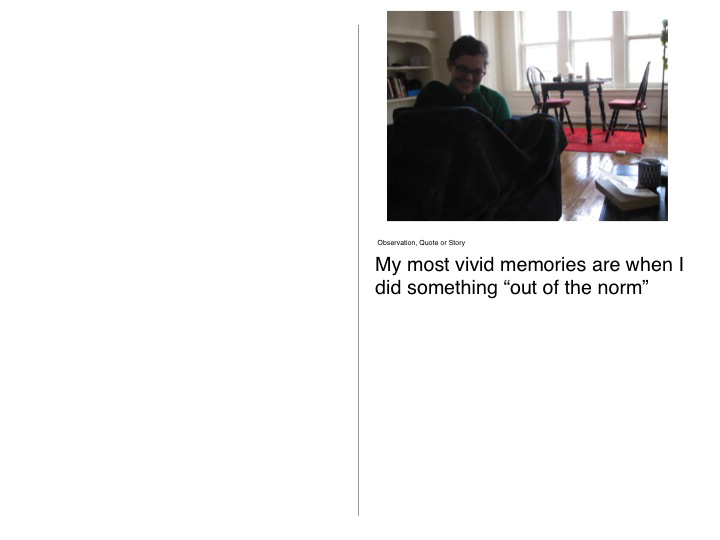 Observation, Quote or Story
My most vivid memories are when I
did something “out of the norm”